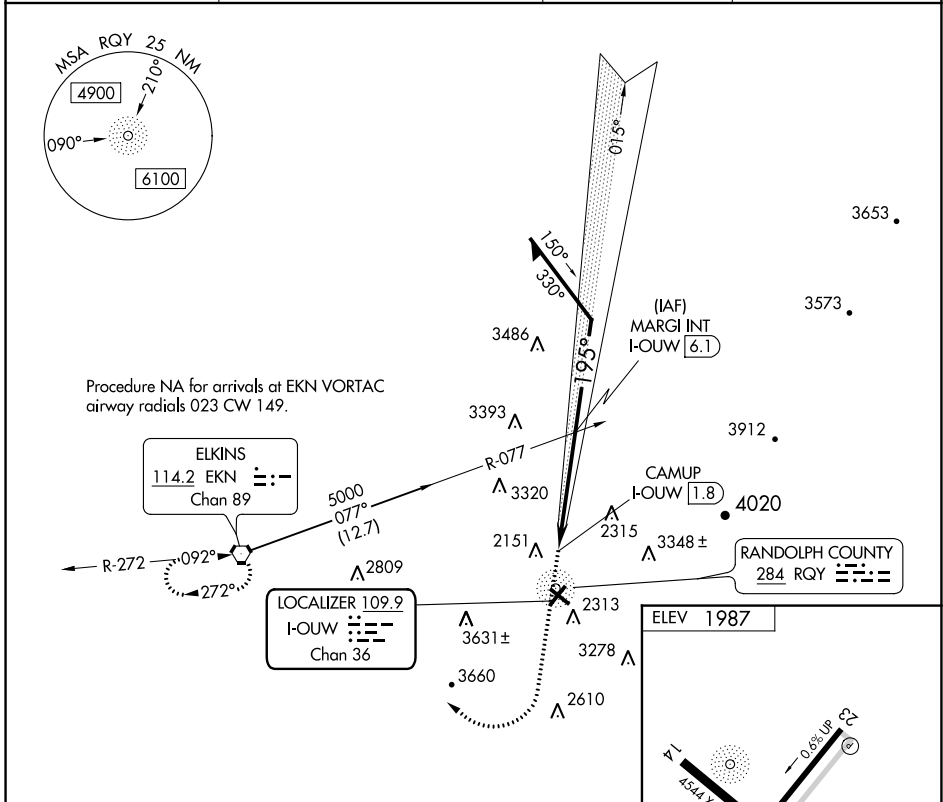 MSA RQY 25 NM
210°
4900
090°
6100
015°
3653
150°
330°
3573
(IAF)
MARGI INT
I-OUW 6.1
3486
195°
Procedure NA for arrivals at EKN VORTAC
airway radials 023 CW 149.
3393
3912
R-077
ELKINS
114.2 EKN
Chan 89
CAMUP
I-OUW 1.8
5000
077°
(12.7)
3320
4020
2315
2151
3348±
R-272
092°
272°
2809
RANDOLPH COUNTY
284 RQY
LOCALIZER 109.9
I-OUW
Chan 36
2313
3631±
3278
3660
2610
ELEV 1987
23
0.6% UP
P
14
4544 X